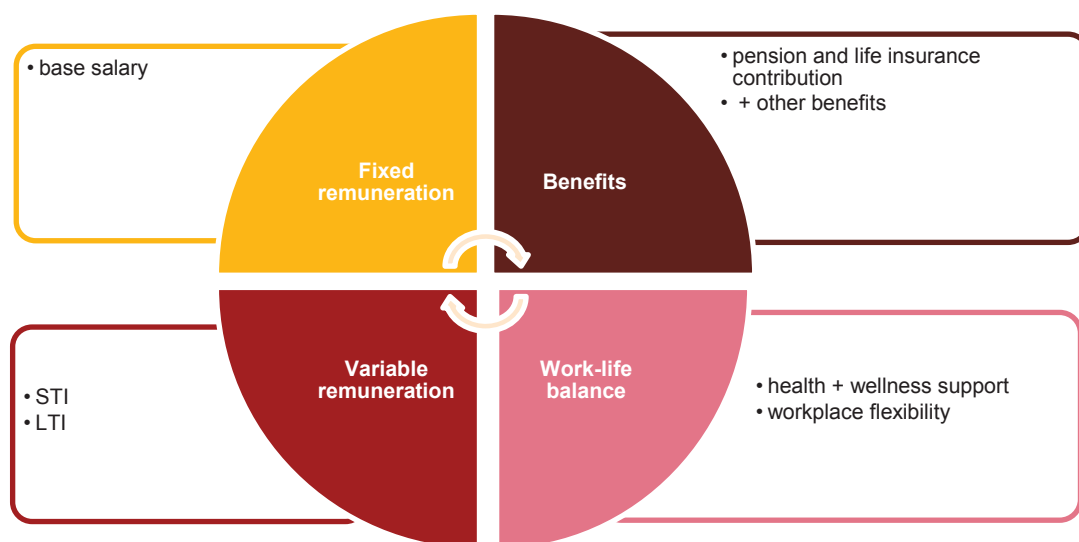 • base salary
Fixed
remuneration
Benefits
• pension and life insurance
contribution
• + other benefits
• STI
• LTI
Variable
remuneration
Work-life
balance
• health + wellness support
• workplace flexibility